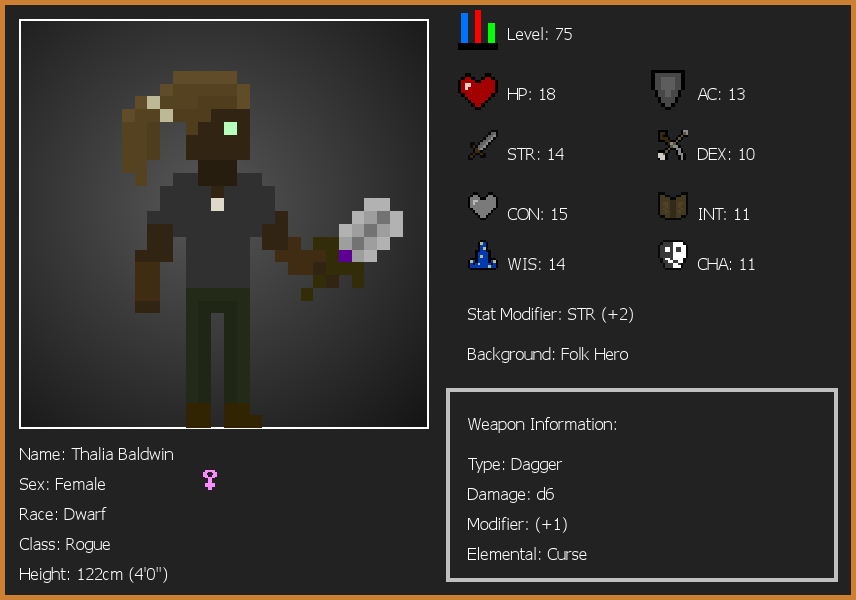 Level: 75
HP: 18
AC: 13
STR: 14
DEX: 10
CON: 15
INT: 11
WIS: 14
CHA: 11
Stat Modifier: STR (+2)
Background: Folk Hero
Weapon Information:
Type: Dagger
Damage: d6
Modifier: (+1)
Elemental: Curse
Name: Thalia Baldwin
Sex: Female
Race: Dwarf
Class: Rogue
Height: 122cm (4'0")